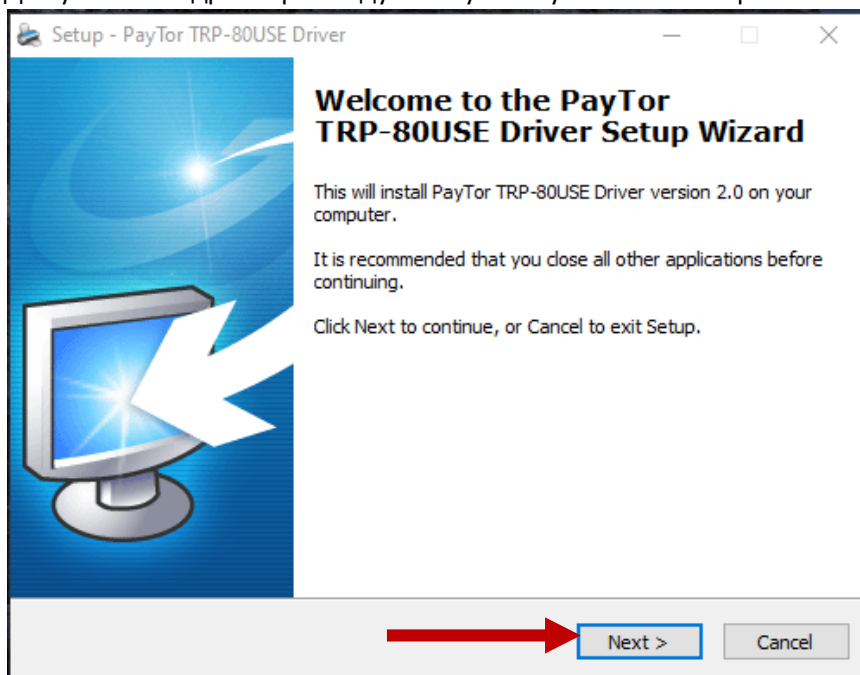 Setup - PayTor TRP-80USE Driver
Welcome to the PayTor
TRP-80USE Driver Setup Wizard
This will install PayTor TRP-80USE Driver version 2.0 on your
computer.
It is recommended that you close all other applications before
continuing.
Click Next to continue, or Cancel to exit Setup.
Next >
Cancel